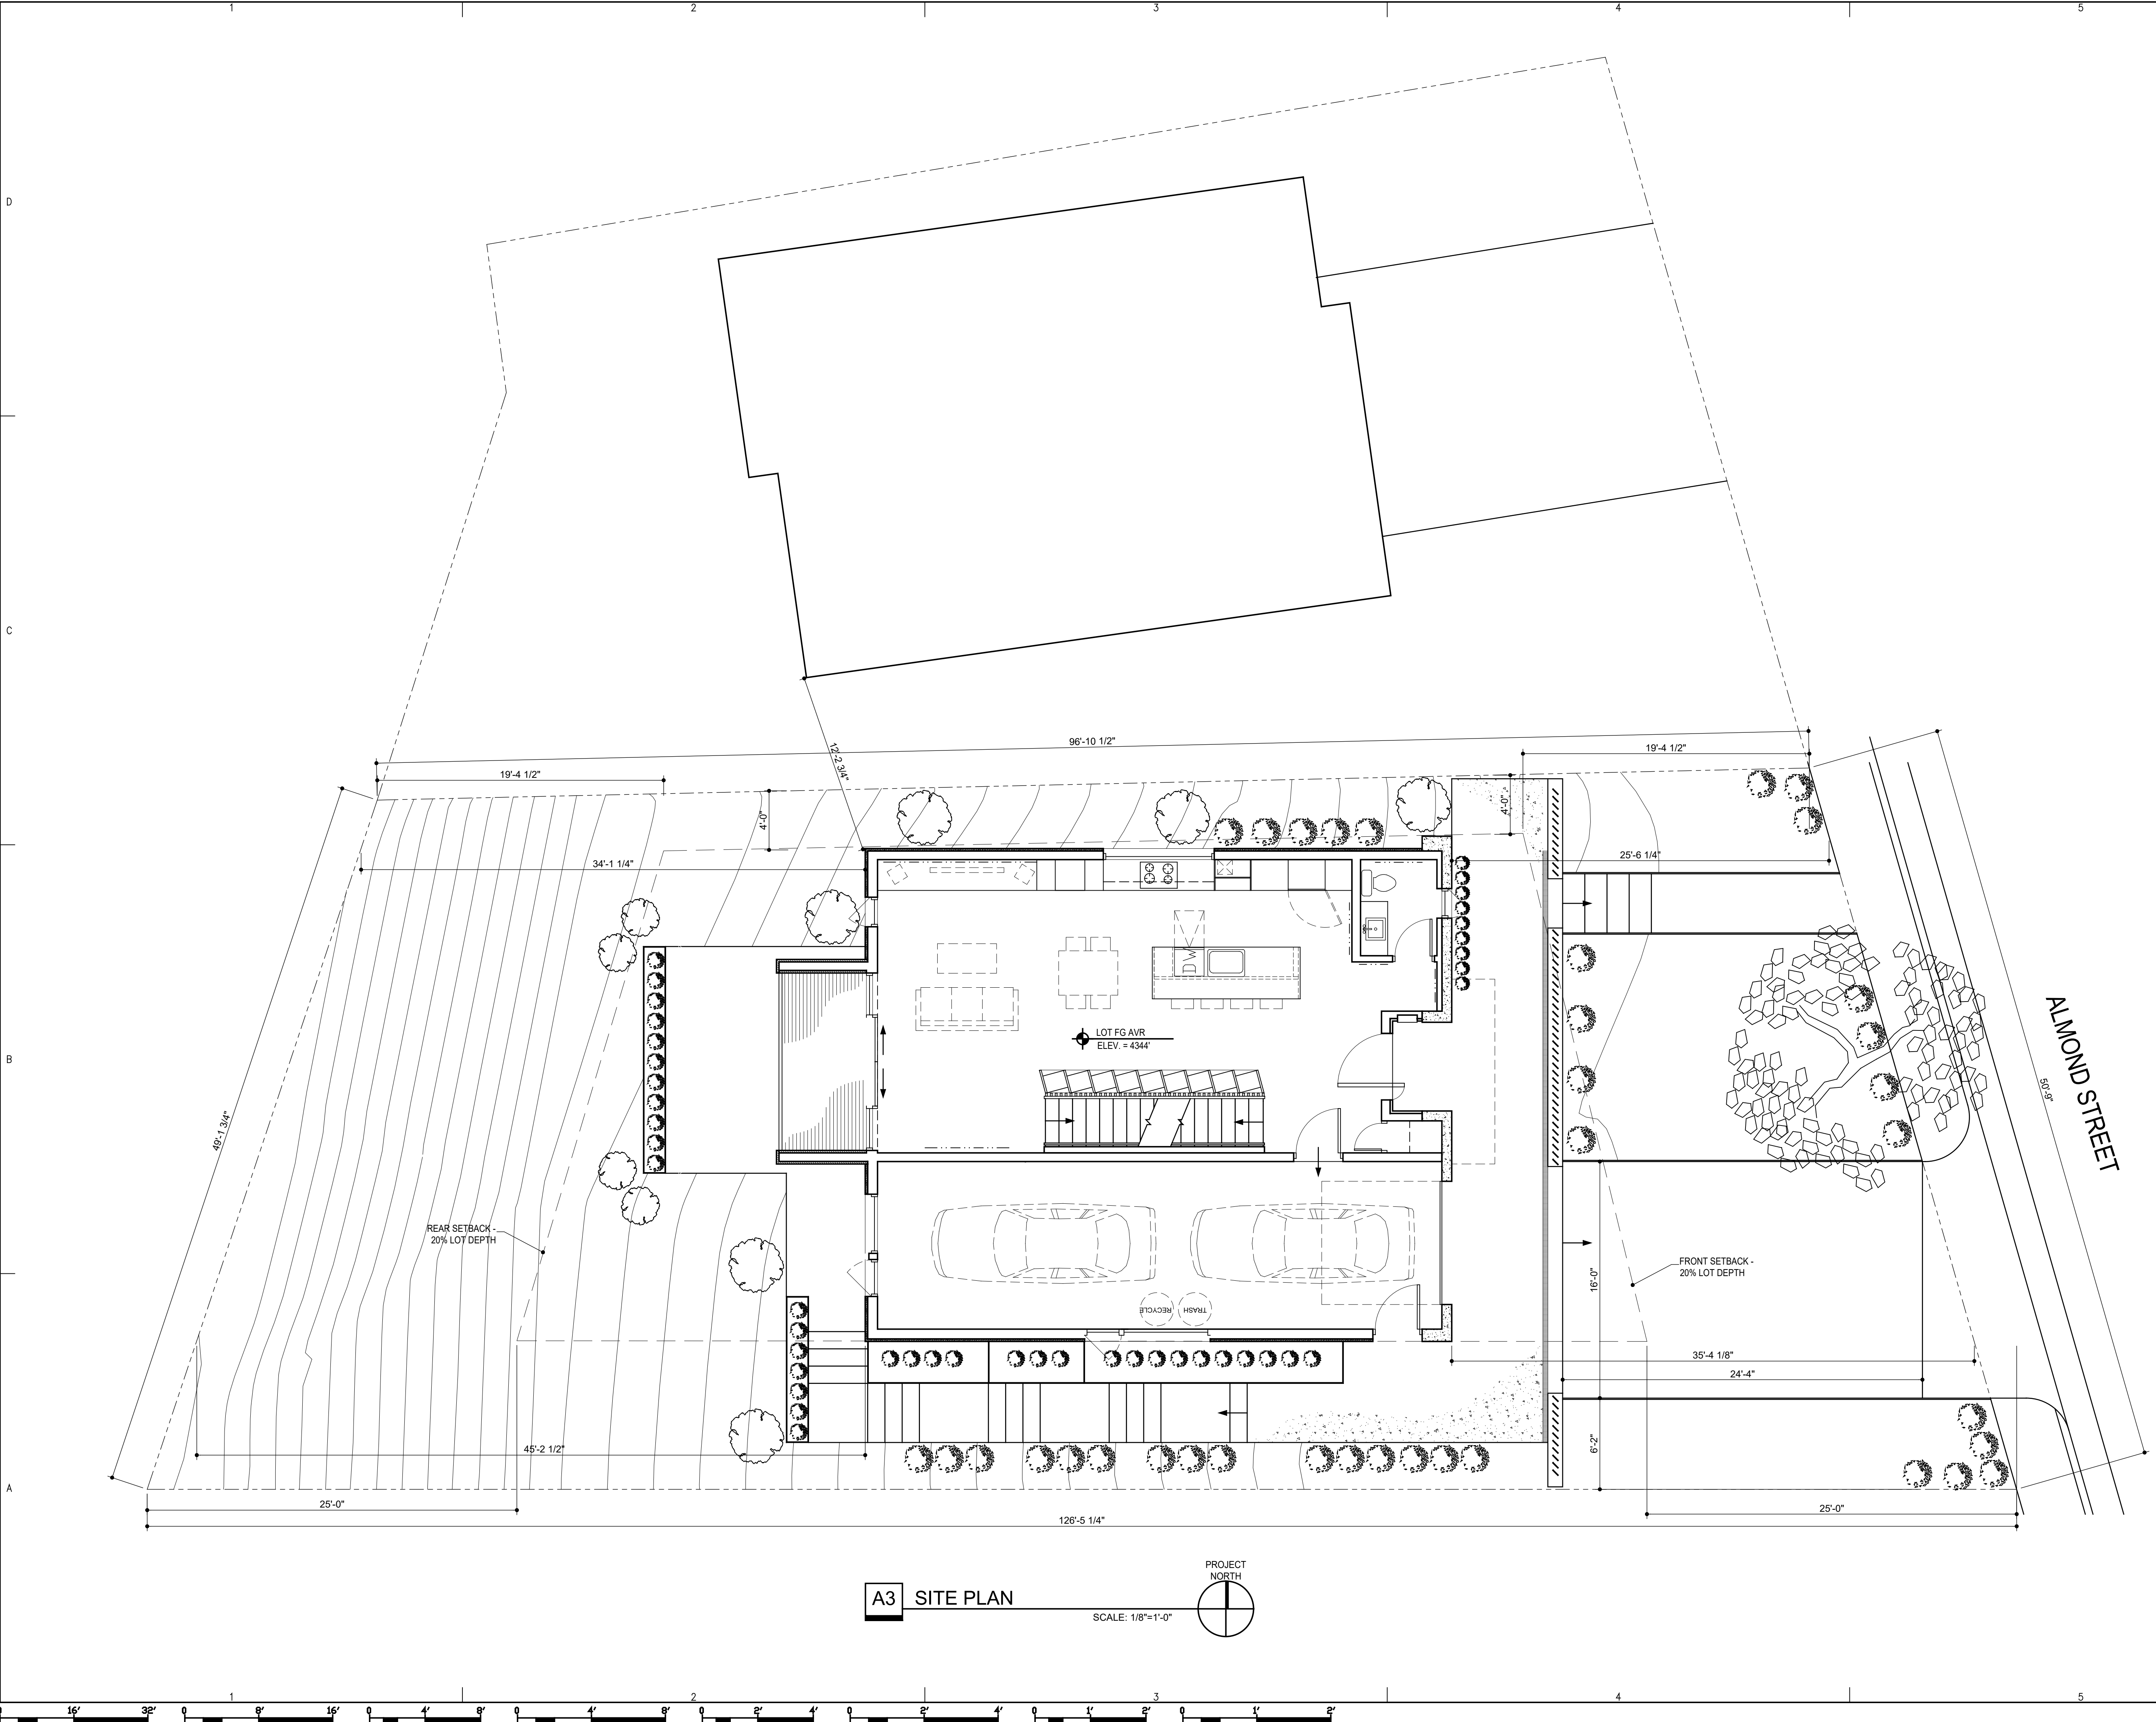 1 2 3 4 5
D
C
B
A
96'-10 1/2"
19'-4 1/2"
19'-4 1/2"
12'-2 3/4"
4'-0"
4'-0"
34'-1 1/4"
25'-6 1/4"
49'-1 3/4"
DW
LOT FG AVR
ELEV. = 4344'
ALMOND STREET
50'-9"
REAR SETBACK -
20% LOT DEPTH
FRONT SETBACK -
20% LOT DEPTH
16'-0"
RECYCLE
TRASH
35'-4 1/8"
24'-4"
6'-2"
45'-2 1/2"
25'-0"
25'-0"
126'-5 1/4"
PROJECT
NORTH
A3 SITE PLAN
SCALE: 1/8"=1'-0"
1 2 3 4 5
16' 32' 0 8' 16' 0 4' 8' 0 4' 8' 0 2' 4' 0 2' 4' 0 1' 2' 0 1' 2'